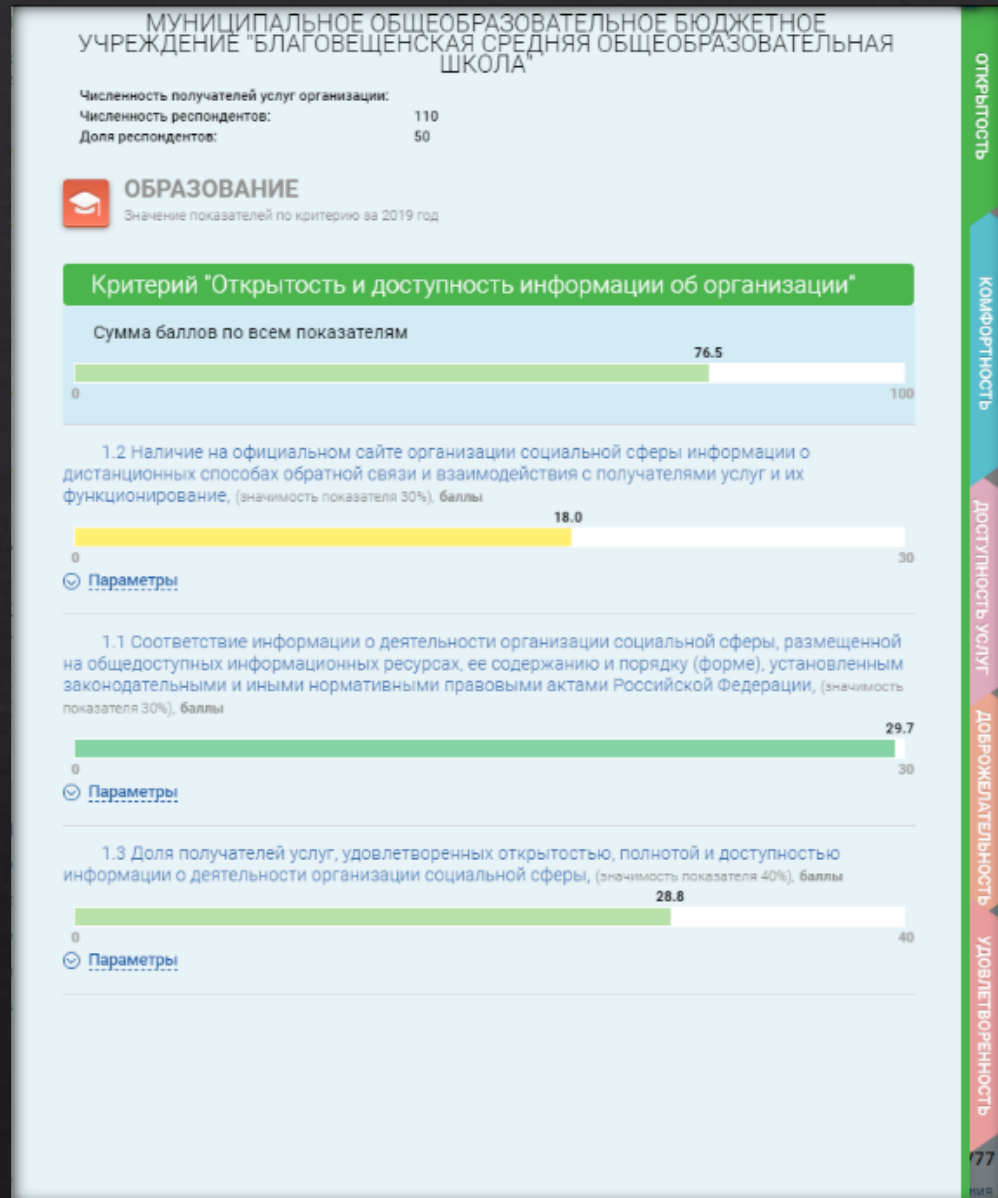 МУНИЦИПАЛЬНОЕ ОБЩЕОБРАЗОВАТЕЛЬНОЕ БЮДЖЕТНОЕ
УЧРЕЖДЕНИЕ "БЛАГОВЕЩЕНСКАЯ СРЕДНЯЯ ОБЩЕОБРАЗОВАТЕЛЬНАЯ
ШКОЛА"
Численность получателей услуг организации:
Численность респондентов: 110
Доля респондентов: 50
ОБРАЗОВАНИЕ
Значение показателей по критерию за 2019 год
Критерий "Открытость и доступность информации об организации"
Сумма баллов по всем показателям
76.5
0 100
1.2 Наличие на официальном сайте организации социальной сферы информации о
дистанционных способах обратной связи и взаимодействия с получателями услуг и их
функционирование, (значимость показателя 30%), баллы
18.0
0 30
Параметры
1.1 Соответствие информации о деятельности организации социальной сферы, размещенной
на общедоступных информационных ресурсах, ее содержанию и порядку (форме), установленным
законодательными и иными нормативными правовыми актами Российской Федерации, (значимость
показателя 30%), баллы
29.7
0 30
Параметры
1.3 Доля получателей услуг, удовлетворенных открытостью, полнотой и доступностью
информации о деятельности организации социальной сферы, (значимость показателя 40%), баллы
28.8
0 40
Параметры
ОТКРЫТОСТЬ
КОМФОРТНОСТЬ
ДОСТУПНОСТЬ УСЛУГ
ДОБРОЖЕЛАТЕЛЬНОСТЬ
УДОВЛЕТВОРЕННОСТЬ
777